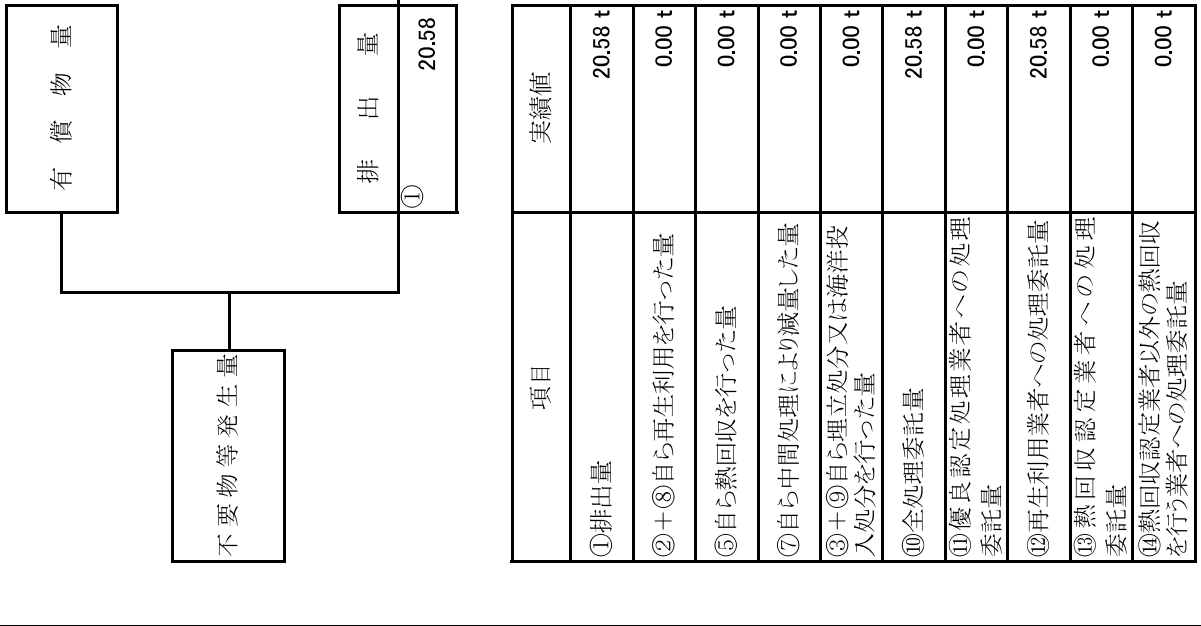 有償物量
不要物等発生量
排出量
①
20.58
項目
実績値
①排出量
20.58 t
②+⑧自ら再生利用を行った量
0.00 t
⑤自ら熱回収を行った量
0.00 t
⑦自ら中間処理により減量した量
0.00 t
③+⑨自ら埋立処分又は海洋投
入処分を行った量
0.00 t
⑩全処理委託量
20.58 t
⑪優良認定処理業者への処理
委託量
0.00 t
⑫再生利用業者への処理委託量
20.58 t
⑬熱回収認定業者への処理
委託量
0.00 t
⑭熱回収認定業者以外の熱回収
を行う業者への処理委託量
0.00 t